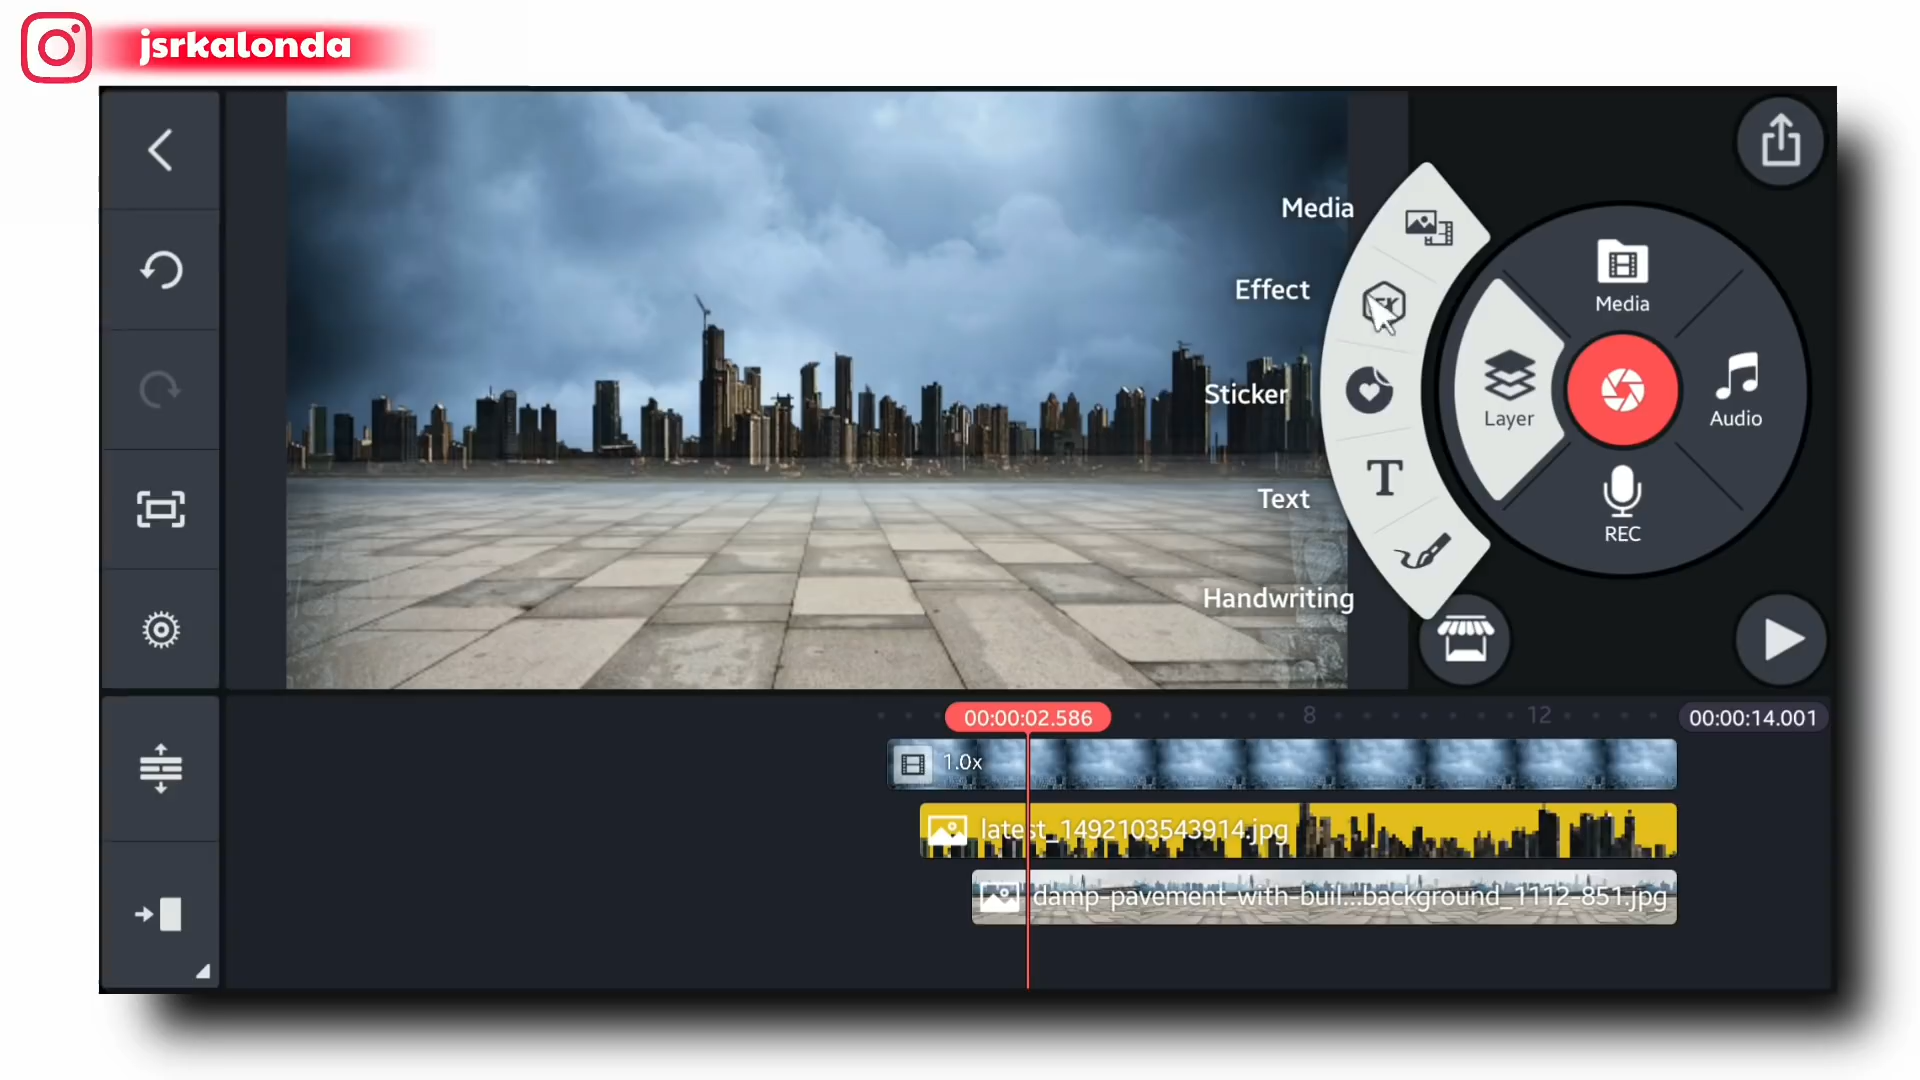 jsrkalonda
Media
Effect
FX
Sticker
Text
T
Handwriting
Media
Layer
Audio
REC
00:00:02.586
8
12
00:00:14.001
1.0x
latest_1492103543914.jpg
damp-pavement-with-buil...background_1112-851.jpg